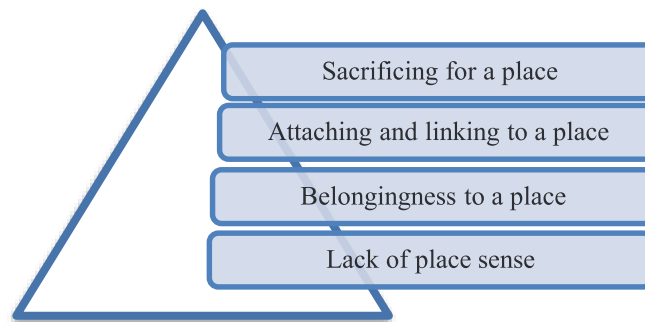 Sacrificing for a place
Attaching and linking to a place
Belongingness to a place
Lack of place sense